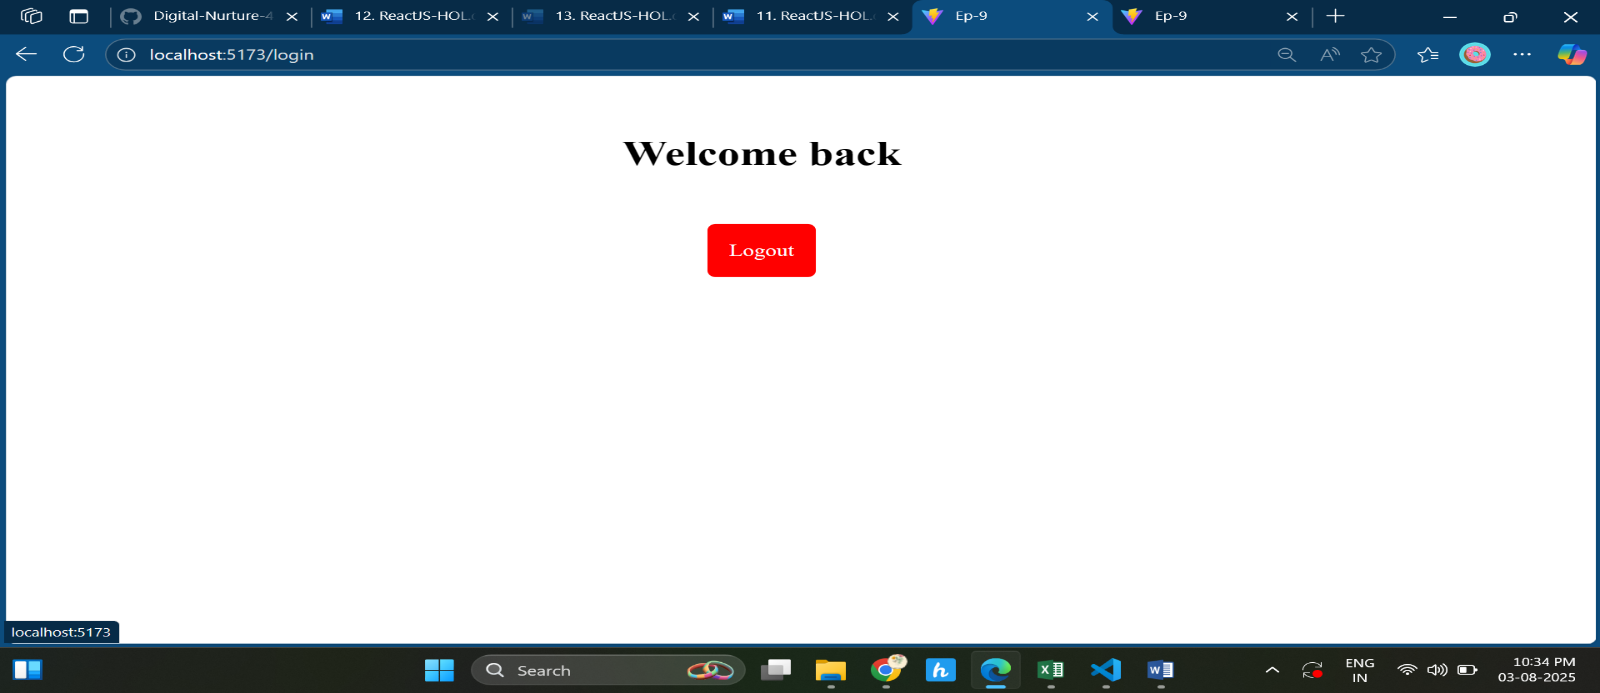 Digital-Nurture-4
12. ReactJS-HOL.
13. ReactJS-HOL.
11. ReactJS-HOL.
Ep-9
Ep-9
localhost:5173/login
Welcome back
Logout
localhost:5173
Search
ENG
IN
10:34 PM
03-08-2025